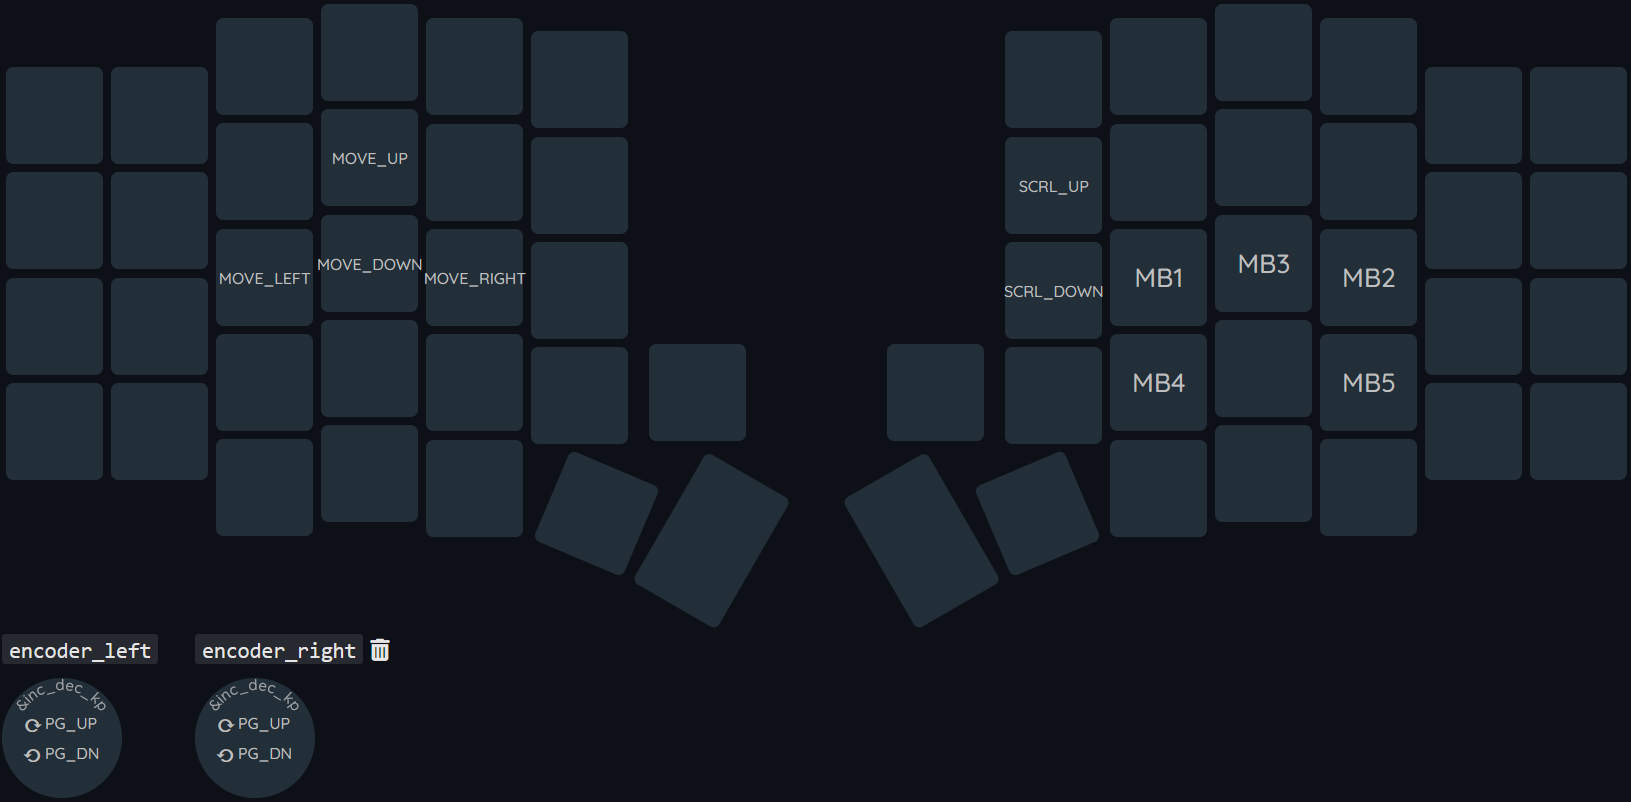 MOVE_UP
MOVE_LEFT
MOVE_DOWN
MOVE_RIGHT
SCRL_UP
SCRL_DOWN
MB1
MB3
MB2
MB4
MB5
encoder_left
&inc_dec_kp
PG_UP
PG_DN
encoder_right
&inc_dec_kp
PG_UP
PG_DN